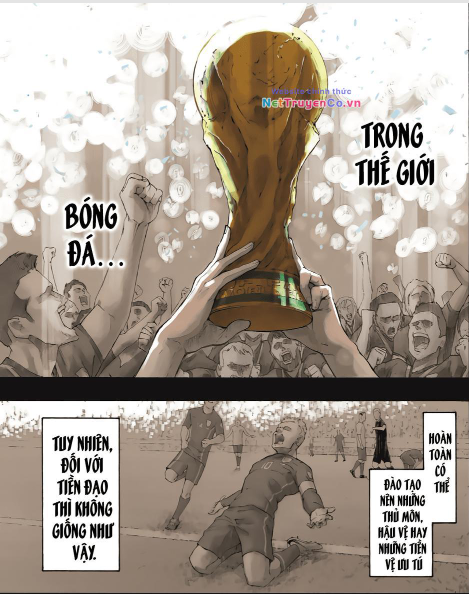 TRONG
THẾ GIỚI
BÓNG
ĐÁ...
NetTruyenCo.vn
HOÀN
TOÀN
CÓ
THỂ
ĐÀO TẠO
NÊN NHỮNG
THỦ MÔN,
HẬU VỆ HAY
NHỮNG TIỀN
VỆ ƯU TÚ
TUY NHIÊN,
ĐỐI VỚI
TIỀN ĐẠO
THÌ KHÔNG
GIỐNG NHƯ
VẬY.